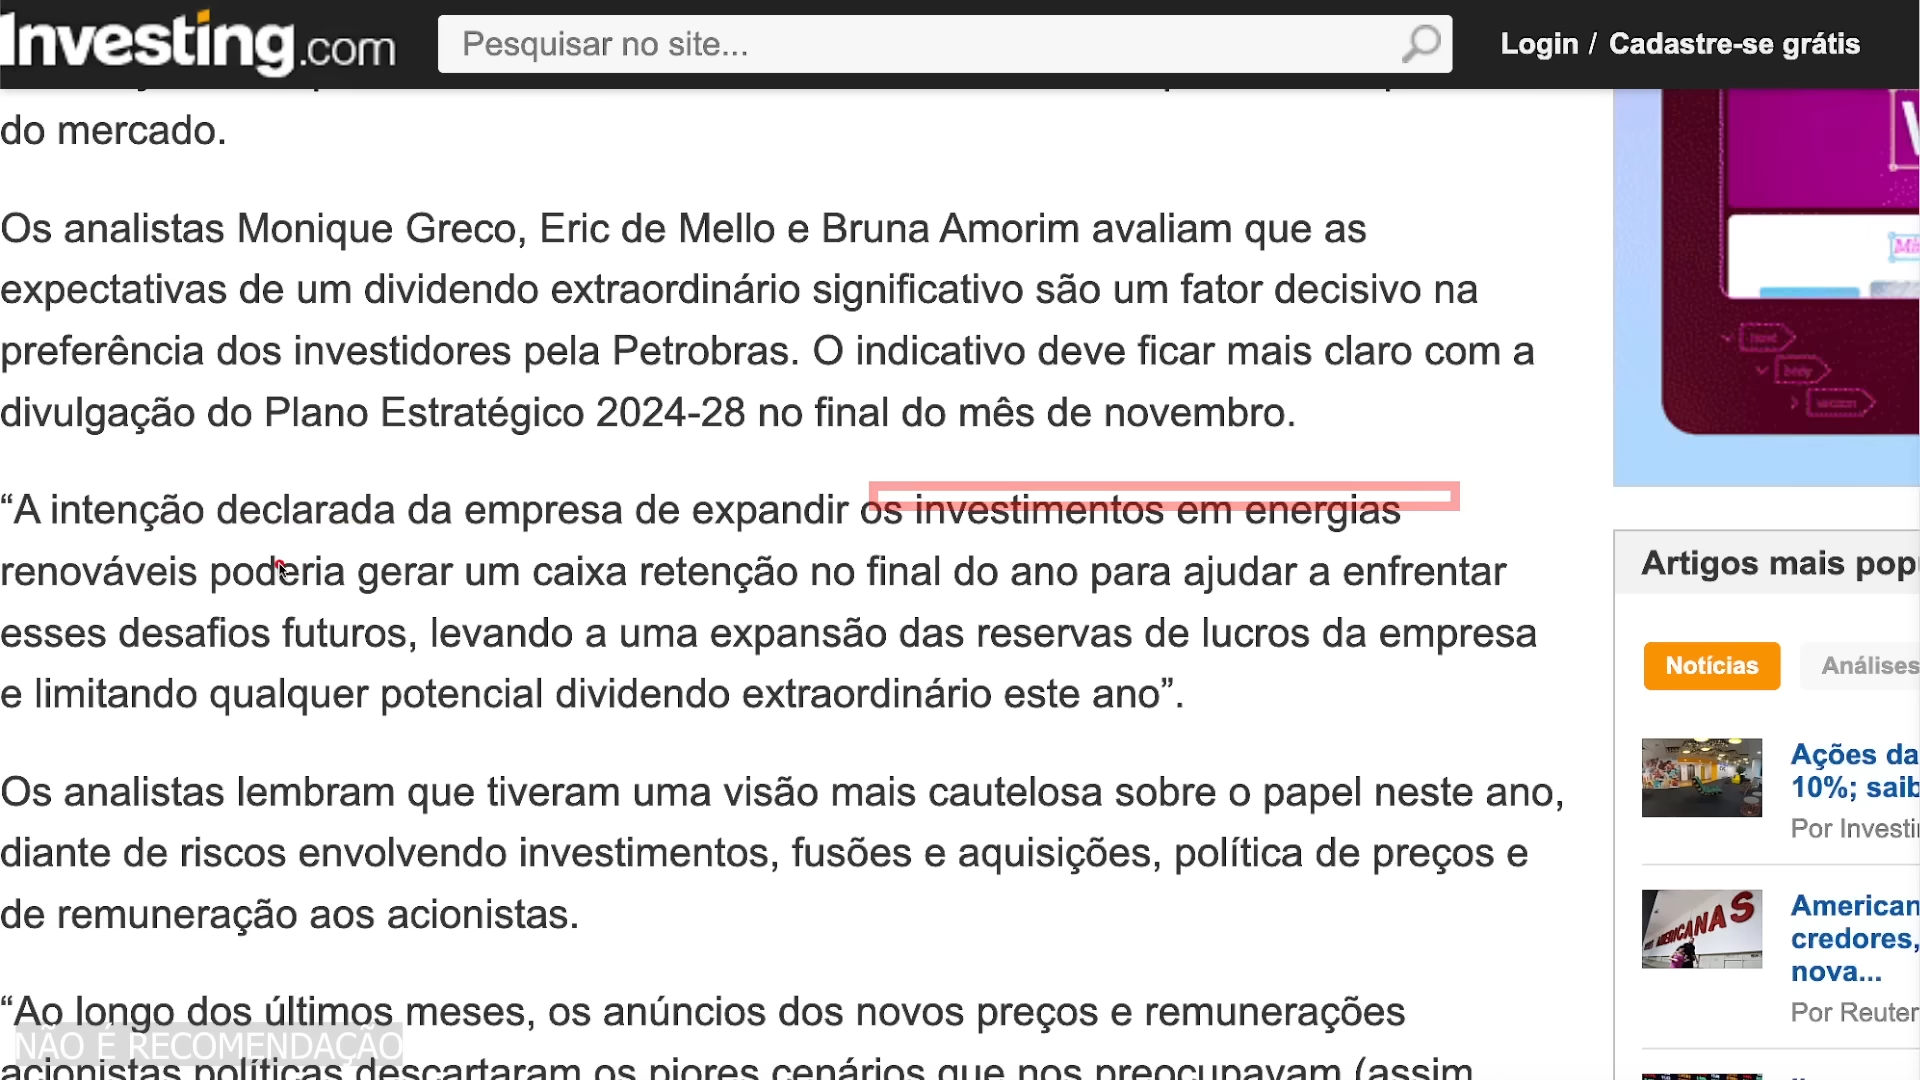 Investing.com
Pesquisar no site...
Login / Cadastre-se grátis
do mercado.
Os analistas Monique Greco, Eric de Mello e Bruna Amorim avaliam que as
expectativas de um dividendo extraordinário significativo são um fator decisivo na
preferência dos investidores pela Petrobras. O indicativo deve ficar mais claro com a
divulgação do Plano Estratégico 2024-28 no final do mês de novembro.
“A intenção declarada da empresa de expandir os investimentos em energias
renováveis poderia gerar um caixa retenção no final do ano para ajudar a enfrentar
esses desafios futuros, levando a uma expansão das reservas de lucros da empresa
e limitando qualquer potencial dividendo extraordinário este ano”.
Os analistas lembram que tiveram uma visão mais cautelosa sobre o papel neste ano,
diante de riscos envolvendo investimentos, fusões e aquisições, política de preços e
de remuneração aos acionistas.
“Ao longo dos últimos meses, os anúncios dos novos preços e remunerações
acionistas políticas descartaram os piores cenários que nos preocupavam (assim
NÃO É RECOMENDAÇÃO
body
Artigos mais pop
Notícias
Análises
Ações da
10%; saib
Por Investi
AMERICANAS
American
credores,
nova...
Por Reuter